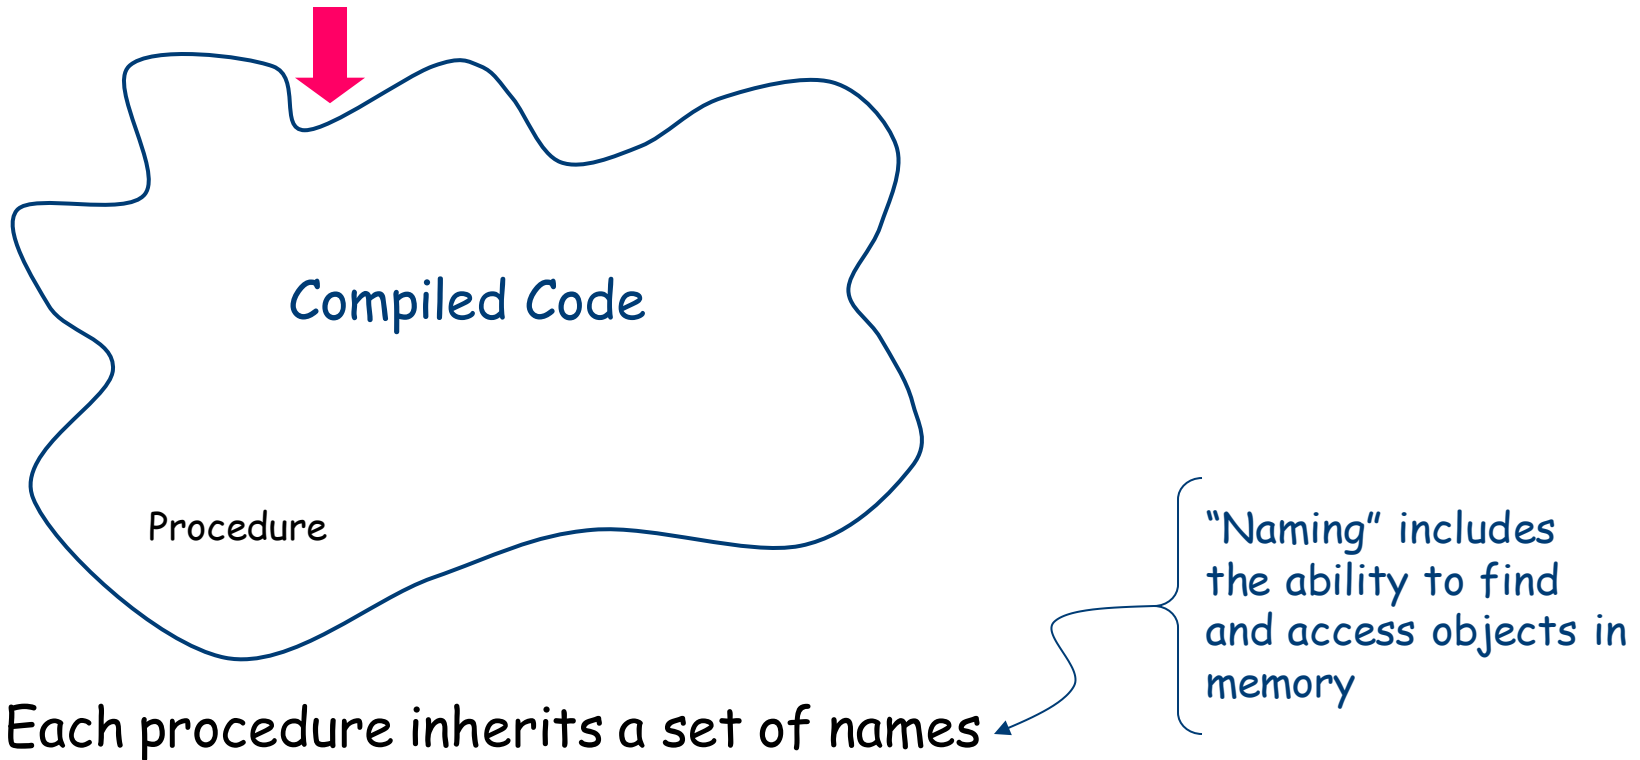 Compiled Code
Procedure
“Naming” includes
the ability to find
and access objects in
memory
Each procedure inherits a set of names